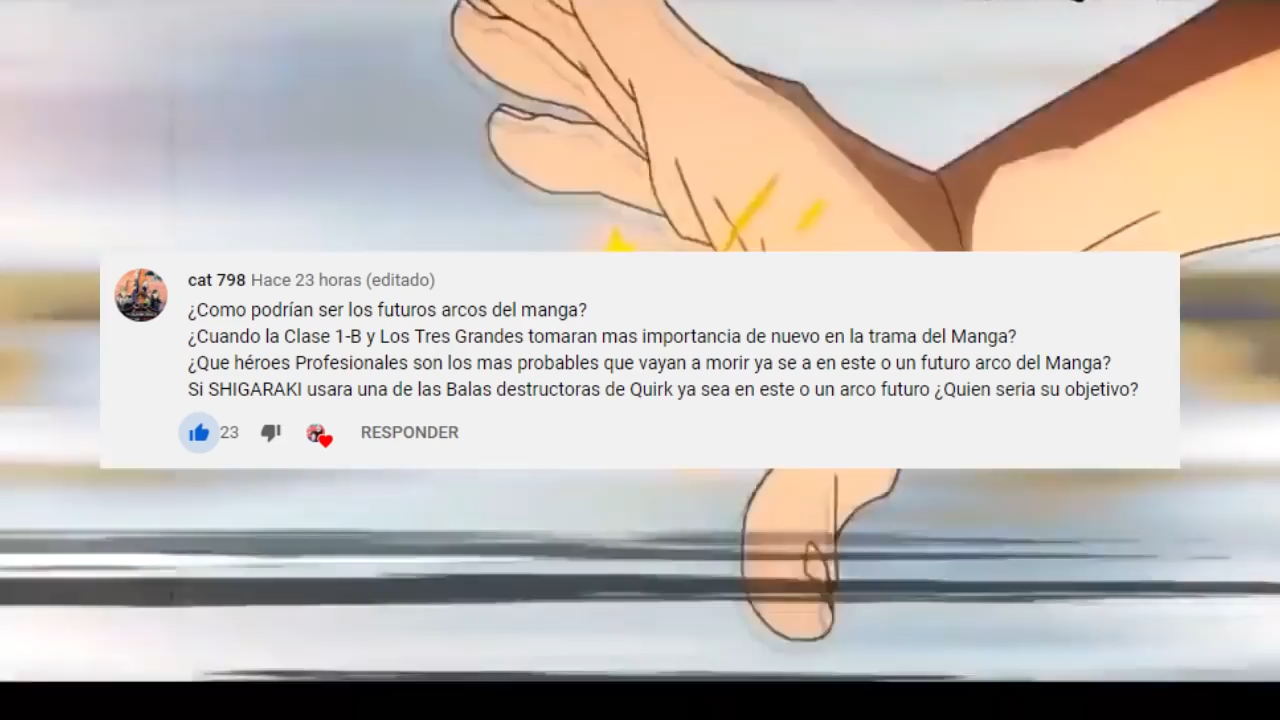 cat 798 Hace 23 horas (editado)
¿Como podrían ser los futuros arcos del manga?
¿Cuando la Clase 1-B y Los Tres Grandes tomaran mas importancia de nuevo en la trama del Manga?
¿Que héroes Profesionales son los mas probables que vayan a morir ya se a en este o un futuro arco del Manga?
Si SHIGARAKI usara una de las Balas destructoras de Quirk ya sea en este o un arco futuro ¿Quien seria su objetivo?
23 RESPONDER